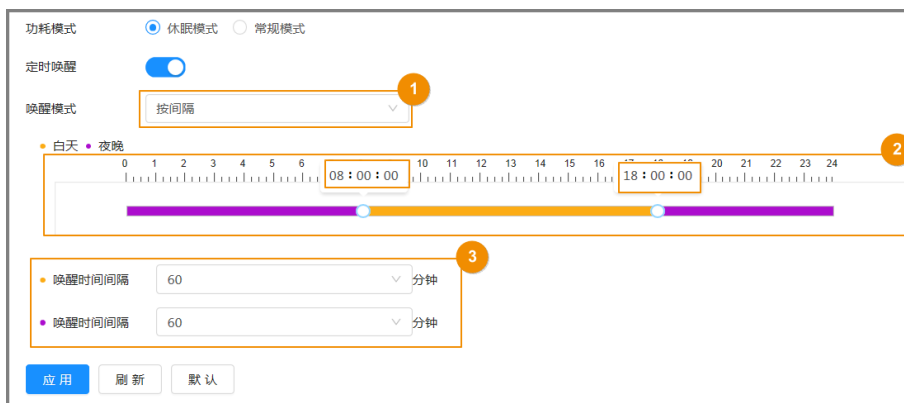 功耗模式 休眠模式 常规模式
定时唤醒
1
唤醒模式 按间隔
白天 夜晚
2
0 1 2 3 4 5 6 10 11 12 13 14 15 16 20 21 22 23 24
08:00:00 18:00:00
3
唤醒时间间隔 60 分钟
唤醒时间间隔 60 分钟
应用 刷新 默认